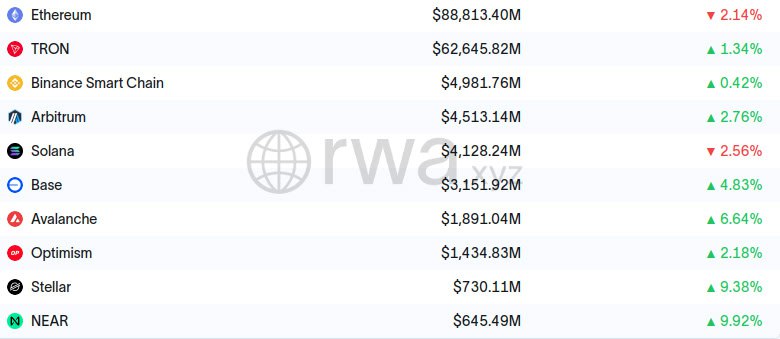 Ethereum $88,813.40M ▼ 2.14%
TRON $62,645.82M ▲ 1.34%
Binance Smart Chain $4,981.76M ▲ 0.42%
Arbitrum $4,513.14M ▲ 2.76%
Solana $4,128.24M ▼ 2.56%
rwa.xyz
Base $3,151.92M ▲ 4.83%
Avalanche $1,891.04M ▲ 6.64%
OP Optimism $1,434.83M ▲ 2.18%
Stellar $730.11M ▲ 9.38%
NEAR $645.49M ▲ 9.92%